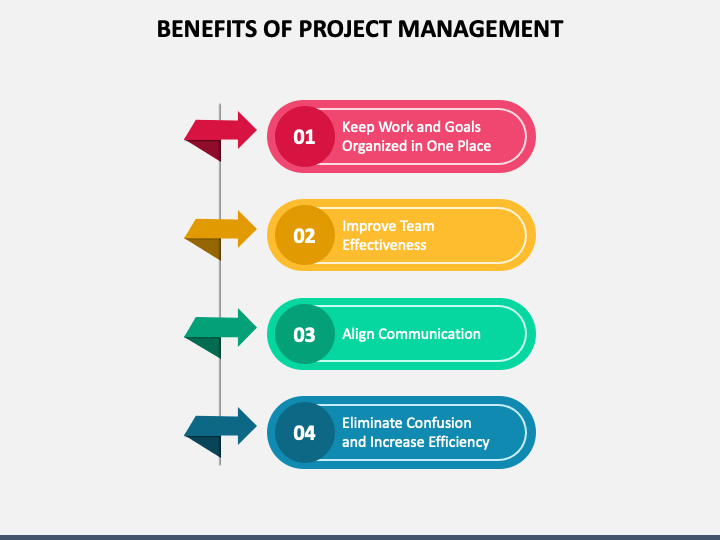 BENEFITS OF PROJECT MANAGEMENT
01
Keep Work and Goals
Organized in One Place
02
Improve Team
Effectiveness
03
Align Communication
04
Eliminate Confusion
and Increase Efficiency